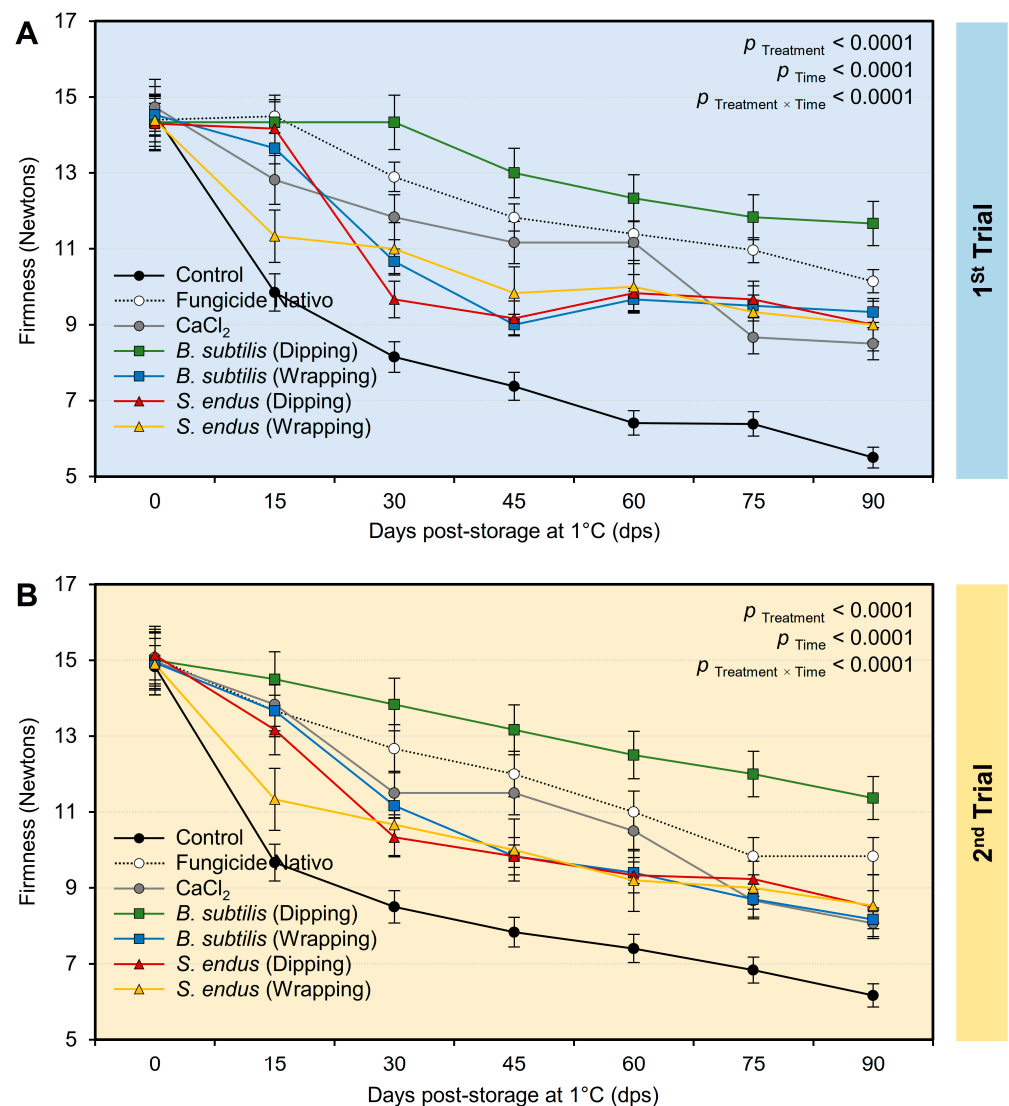 A
17
15
13
11
9
7
5
Firmness (Newtons)
p Treatment < 0.0001
p Time < 0.0001
p Treatment × Time < 0.0001
Control
Fungicide Nativo
CaCl2
B. subtilis (Dipping)
B. subtilis (Wrapping)
S. endus (Dipping)
S. endus (Wrapping)
0 15 30 45 60 75 90
Days post-storage at 1°C (dps)
1St Trial
B
17
15
13
11
9
7
5
Firmness (Newtons)
p Treatment < 0.0001
p Time < 0.0001
p Treatment × Time < 0.0001
Control
Fungicide Nativo
CaCl2
B. subtilis (Dipping)
B. subtilis (Wrapping)
S. endus (Dipping)
S. endus (Wrapping)
0 15 30 45 60 75 90
Days post-storage at 1°C (dps)
2nd Trial